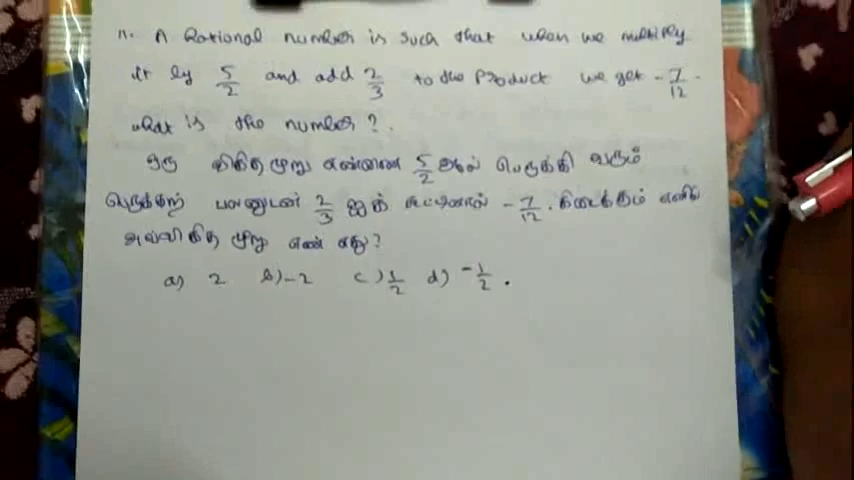 11. A Rational number is such that when we multiply
it by 5/2 and add 2/3 to the product we get -7/12.
what is the number?
ஒரு விகிதமுறு எண்ணை 5/2 ஆல் பெருக்கி வரும்
பெருக்கற் பலனுடன் 2/3 ஐக் கூட்டினால் -7/12. கிடைக்கும் எனில்
அவ்விகிதமுறு எண் எது?
a) 2 b) -2 c) 1/2 d) -1/2.